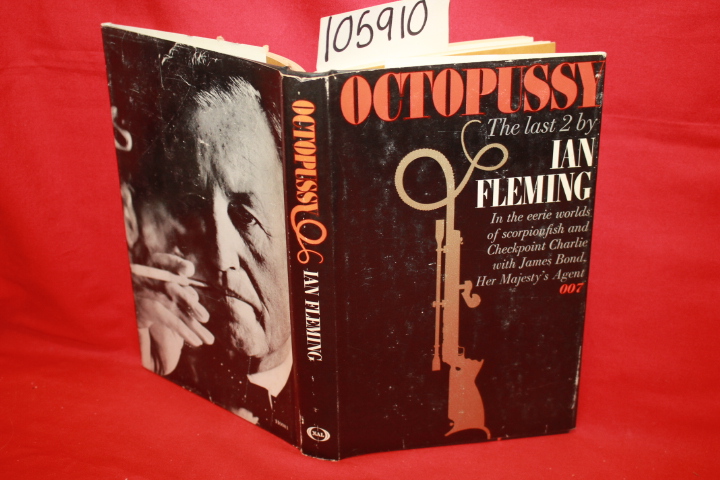 105910
OCTOPUSSY
The last 2 by
IAN
FLEMING
In the eerie worlds
of scorpionfish and
Checkpoint Charlie
with James Bond,
Her Majesty's Agent
007
OCTOPUSSY
IAN FLEMING
NAL